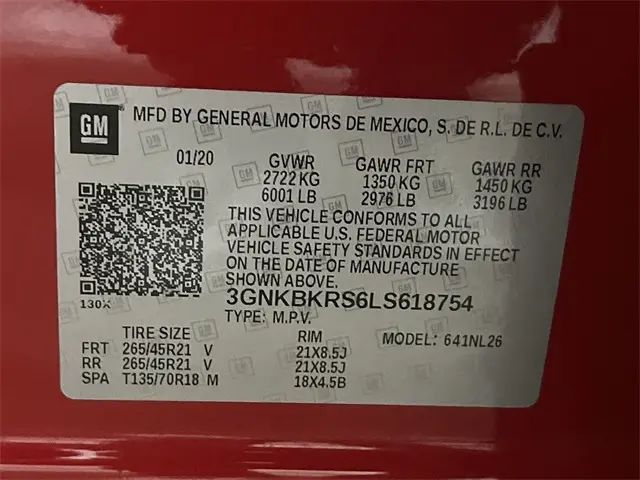 GM ® MFD BY GENERAL MOTORS DE MEXICO, S. DE R.L. DE C.V.
01/20 GVWR GAWR FRT GAWR RR
2722 KG 1350 KG 1450 KG
6001 LB 2976 LB 3196 LB
THIS VEHICLE CONFORMS TO ALL
APPLICABLE U.S. FEDERAL MOTOR
VEHICLE SAFETY STANDARDS IN EFFECT
ON THE DATE OF MANUFACTURE
SHOWN ABOVE.
130X 3GNKBKRS6LS618754
TYPE: M.P.V.
TIRE SIZE RIM MODEL: 641NL26
FRT 265/45R21 V 21X8.5J
RR 265/45R21 V 21X8.5J
SPA T135/70R18 M 18X4.5B